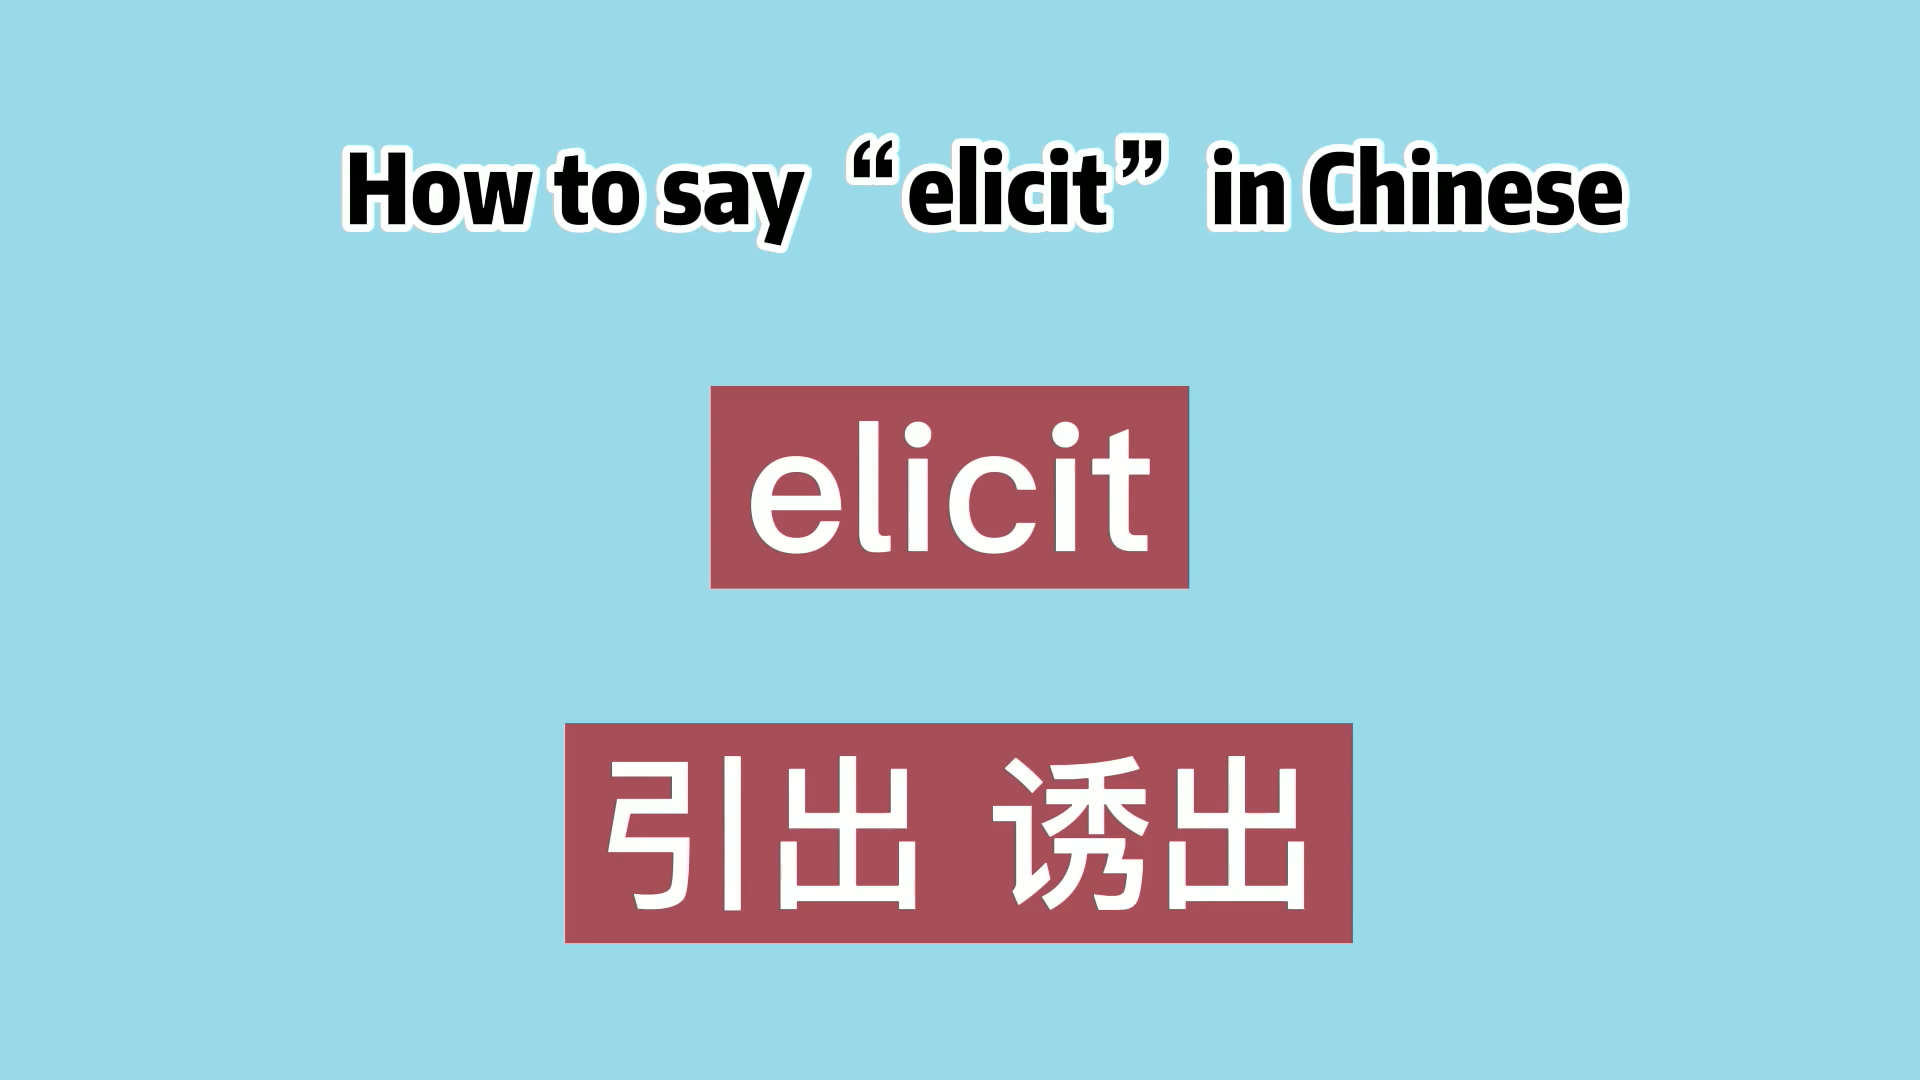 How to say “elicit” in Chinese
elicit
引出 诱出